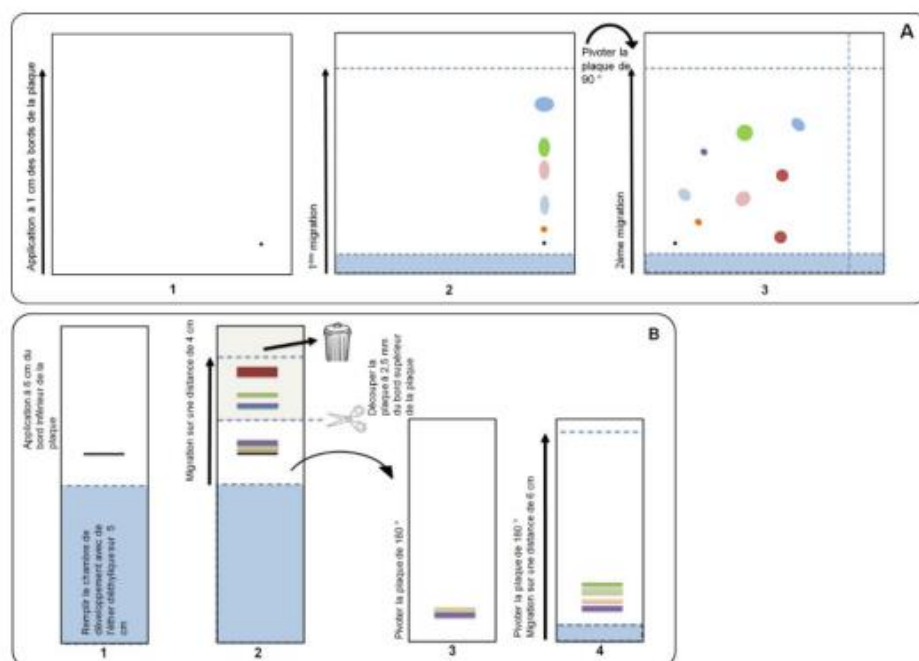 A
Application à 1 cm des bords de la plaque
1
1ère migration
2
Pivoter la
plaque de
90 °
2ème migration
3
B
Application à 6 cm du
bord inférieur de la
plaque
Remplir la chambre de
développement avec de
l'éther diéthylique sur 5
cm
1
Migration sur une distance de 4 cm
Découper la
plaque à 2,5 mm
du bord supérieur
de la plaque
2
Pivoter la plaque de 180 °
3
Pivoter la plaque de 180 °
Migration sur une distance de 6 cm
4